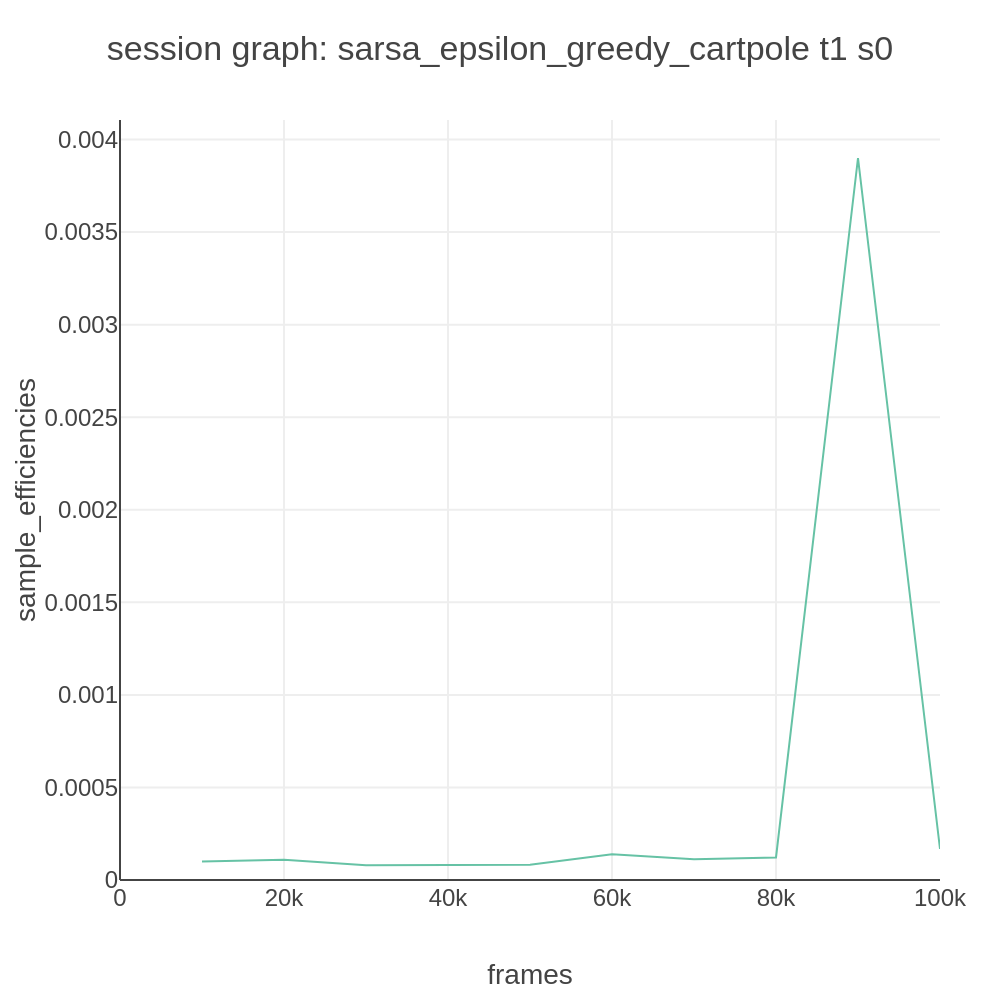 session graph: sarsa_epsilon_greedy_cartpole t1 s0
0.004
0.0035
0.003
0.0025
0.002
0.0015
0.001
0.0005
0
sample_efficiencies
0
20k
40k
60k
80k
100k
frames